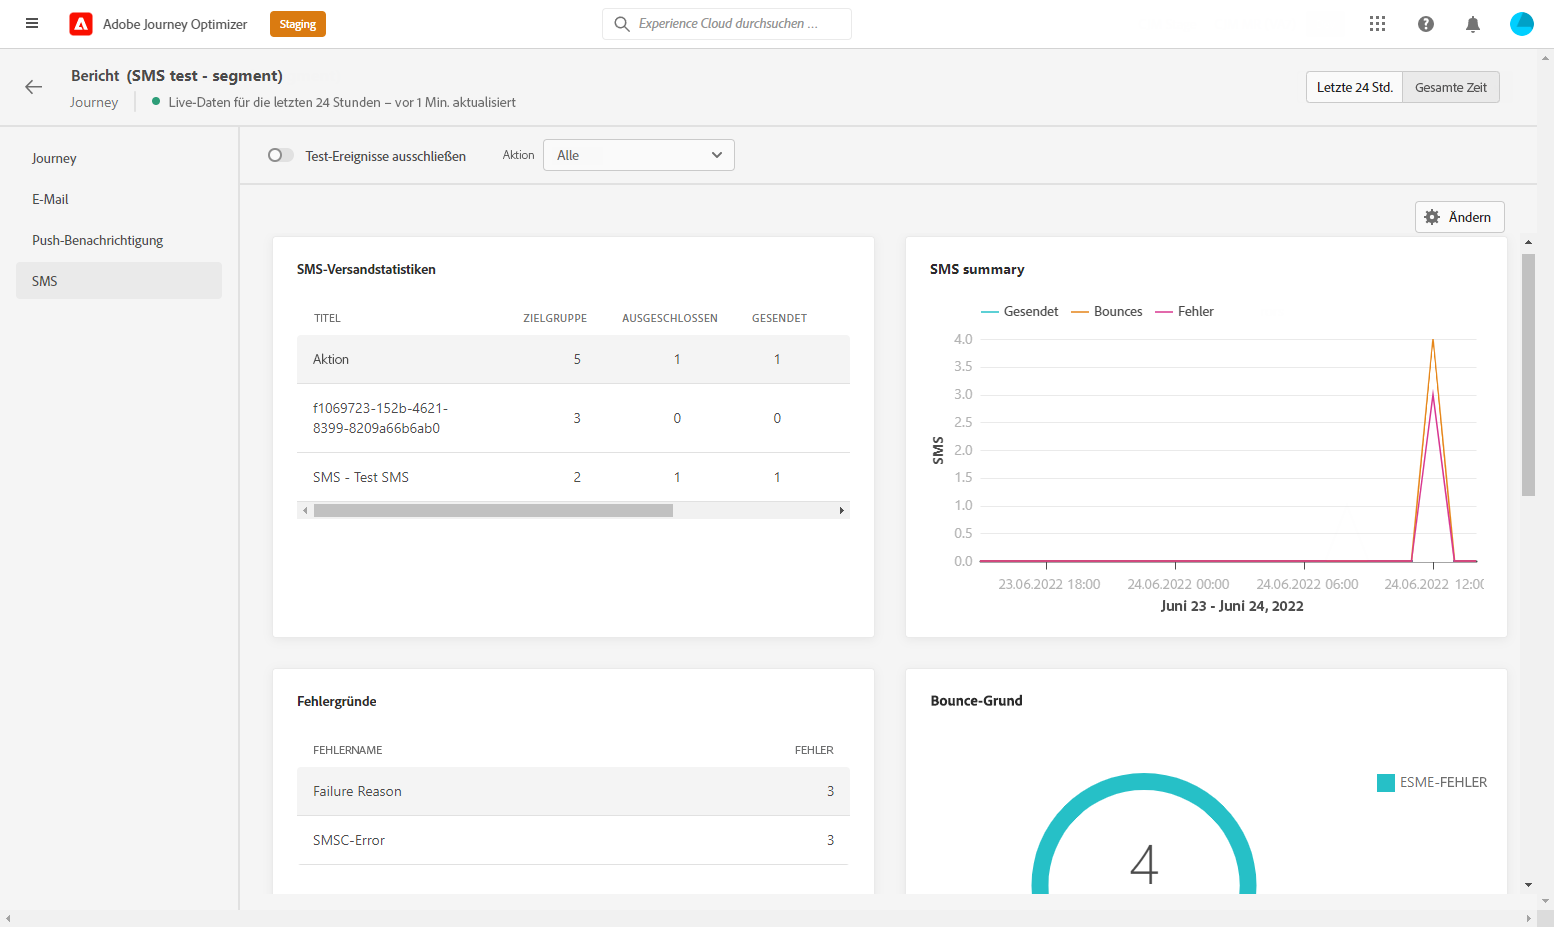 Adobe Journey Optimizer
Staging
Experience Cloud durchsuchen ...
Bericht (SMS test - segment)
Journey
Live-Daten für die letzten 24 Stunden – vor 1 Min. aktualisiert
Letzte 24 Std.
Gesamte Zeit
Journey
E-Mail
Push-Benachrichtigung
SMS
Test-Ereignisse ausschließen
Aktion
Alle
Ändern
SMS-Versandstatistiken
TITEL ZIELGRUPPE AUSGESCHLOSSEN GESENDET
Aktion 5 1 1
f1069723-152b-4621-
8399-8209a66b6ab0 3 0 0
SMS - Test SMS 2 1 1
SMS summary
Gesendet Bounces Fehler
4.0
3.5
3.0
2.5
2.0
1.5
1.0
0.5
0.0
SMS
23.06.2022 18:00 24.06.2022 00:00 24.06.2022 06:00 24.06.2022 12:00
Juni 23 - Juni 24, 2022
Fehlergründe
FEHLERNAME FEHLER
Failure Reason 3
SMSC-Error 3
Bounce-Grund
ESME-FEHLER
4